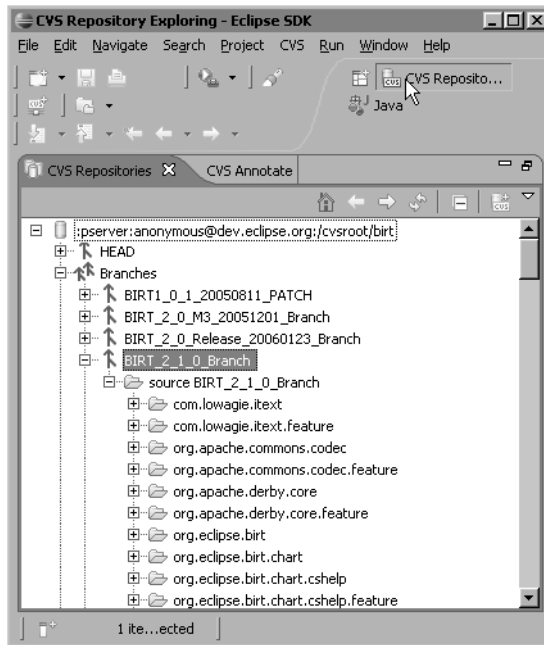 CVS Repository Exploring - Eclipse SDK
File Edit Navigate Search Project CVS Run Window Help
CVS Reposito...
Java
CVS Repositories CVS Annotate
:pserver:anonymous@dev.eclipse.org:/cvsroot/birt
HEAD
Branches
BIRT1_0_1_20050811_PATCH
BIRT_2_0_M3_20051201_Branch
BIRT_2_0_Release_20060123_Branch
BIRT_2_1_0_Branch
source BIRT_2_1_0_Branch
com.lowagie.itext
com.lowagie.itext.feature
org.apache.commons.codec
org.apache.commons.codec.feature
org.apache.derby.core
org.apache.derby.core.feature
org.eclipse.birt
org.eclipse.birt.chart
org.eclipse.birt.chart.cshelp
org.eclipse.birt.chart.cshelp.feature
1 ite...ected